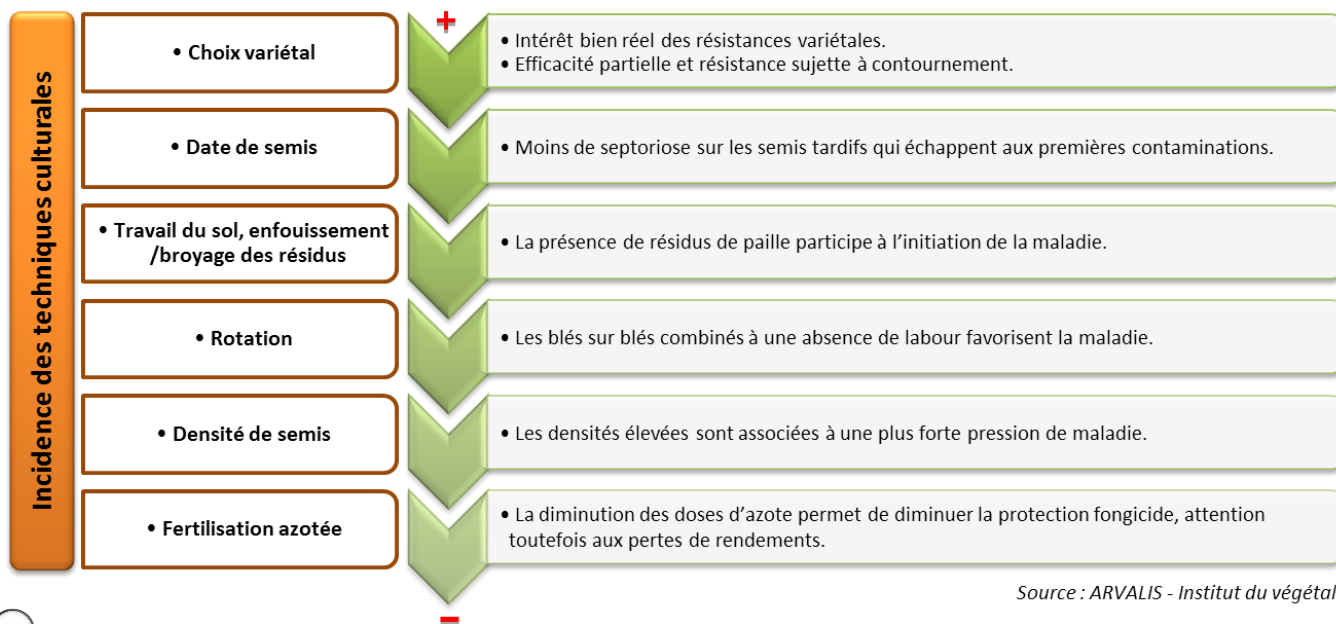 Incidence des techniques culturales
+
• Choix variétal
• Intérêt bien réel des résistances variétales.
• Efficacité partielle et résistance sujette à contournement.
• Date de semis
• Moins de septoriose sur les semis tardifs qui échappent aux premières contaminations.
• Travail du sol, enfouissement
/broyage des résidus
• La présence de résidus de paille participe à l’initiation de la maladie.
• Rotation
• Les blés sur blés combinés à une absence de labour favorisent la maladie.
• Densité de semis
• Les densités élevées sont associées à une plus forte pression de maladie.
• Fertilisation azotée
• La diminution des doses d’azote permet de diminuer la protection fongicide, attention
toutefois aux pertes de rendements.
-
Source : ARVALIS - Institut du végétal